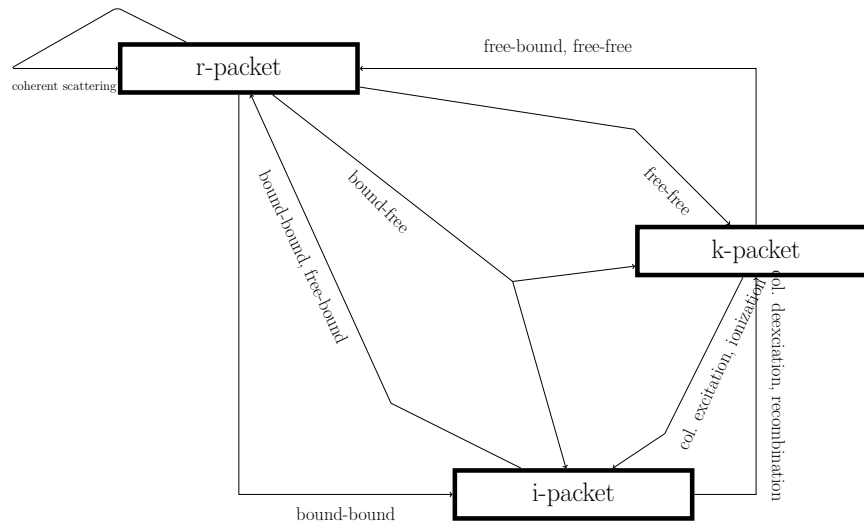 free-bound, free-free
r-packet
coherent scattering
free-free
bound-free
bound-bound, free-bound
k-packet
col. excitation, ionization
col. deexciation, recombination
i-packet
bound-bound